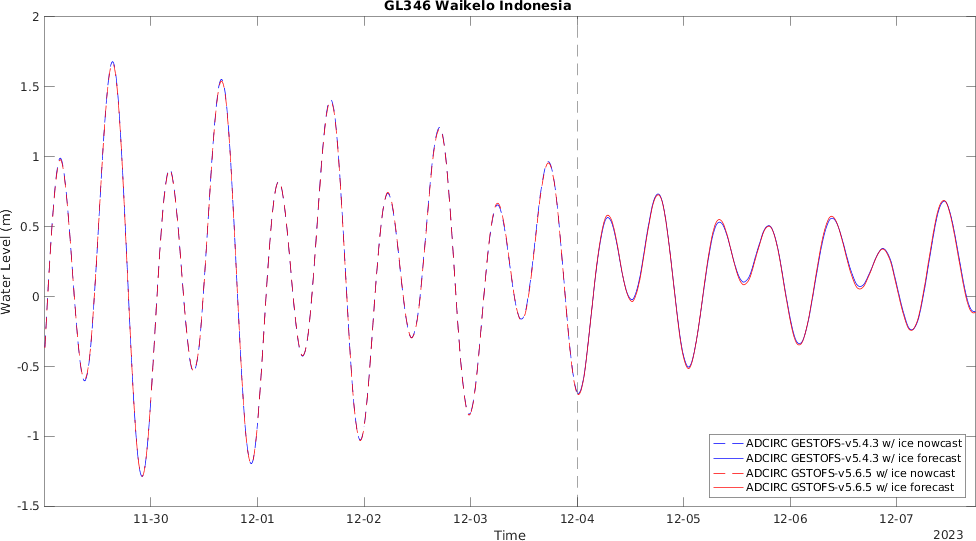 GL346 Waikelo Indonesia
2
1.5
1
0.5
0
-0.5
-1
-1.5
Water Level (m)
ADCIRC GESTOFS-v5.4.3 w/ ice nowcast
ADCIRC GESTOFS-v5.4.3 w/ ice forecast
ADCIRC GSTOFS-v5.6.5 w/ ice nowcast
ADCIRC GSTOFS-v5.6.5 w/ ice forecast
11-30 12-01 12-02 12-03 12-04 12-05 12-06 12-07
Time
2023